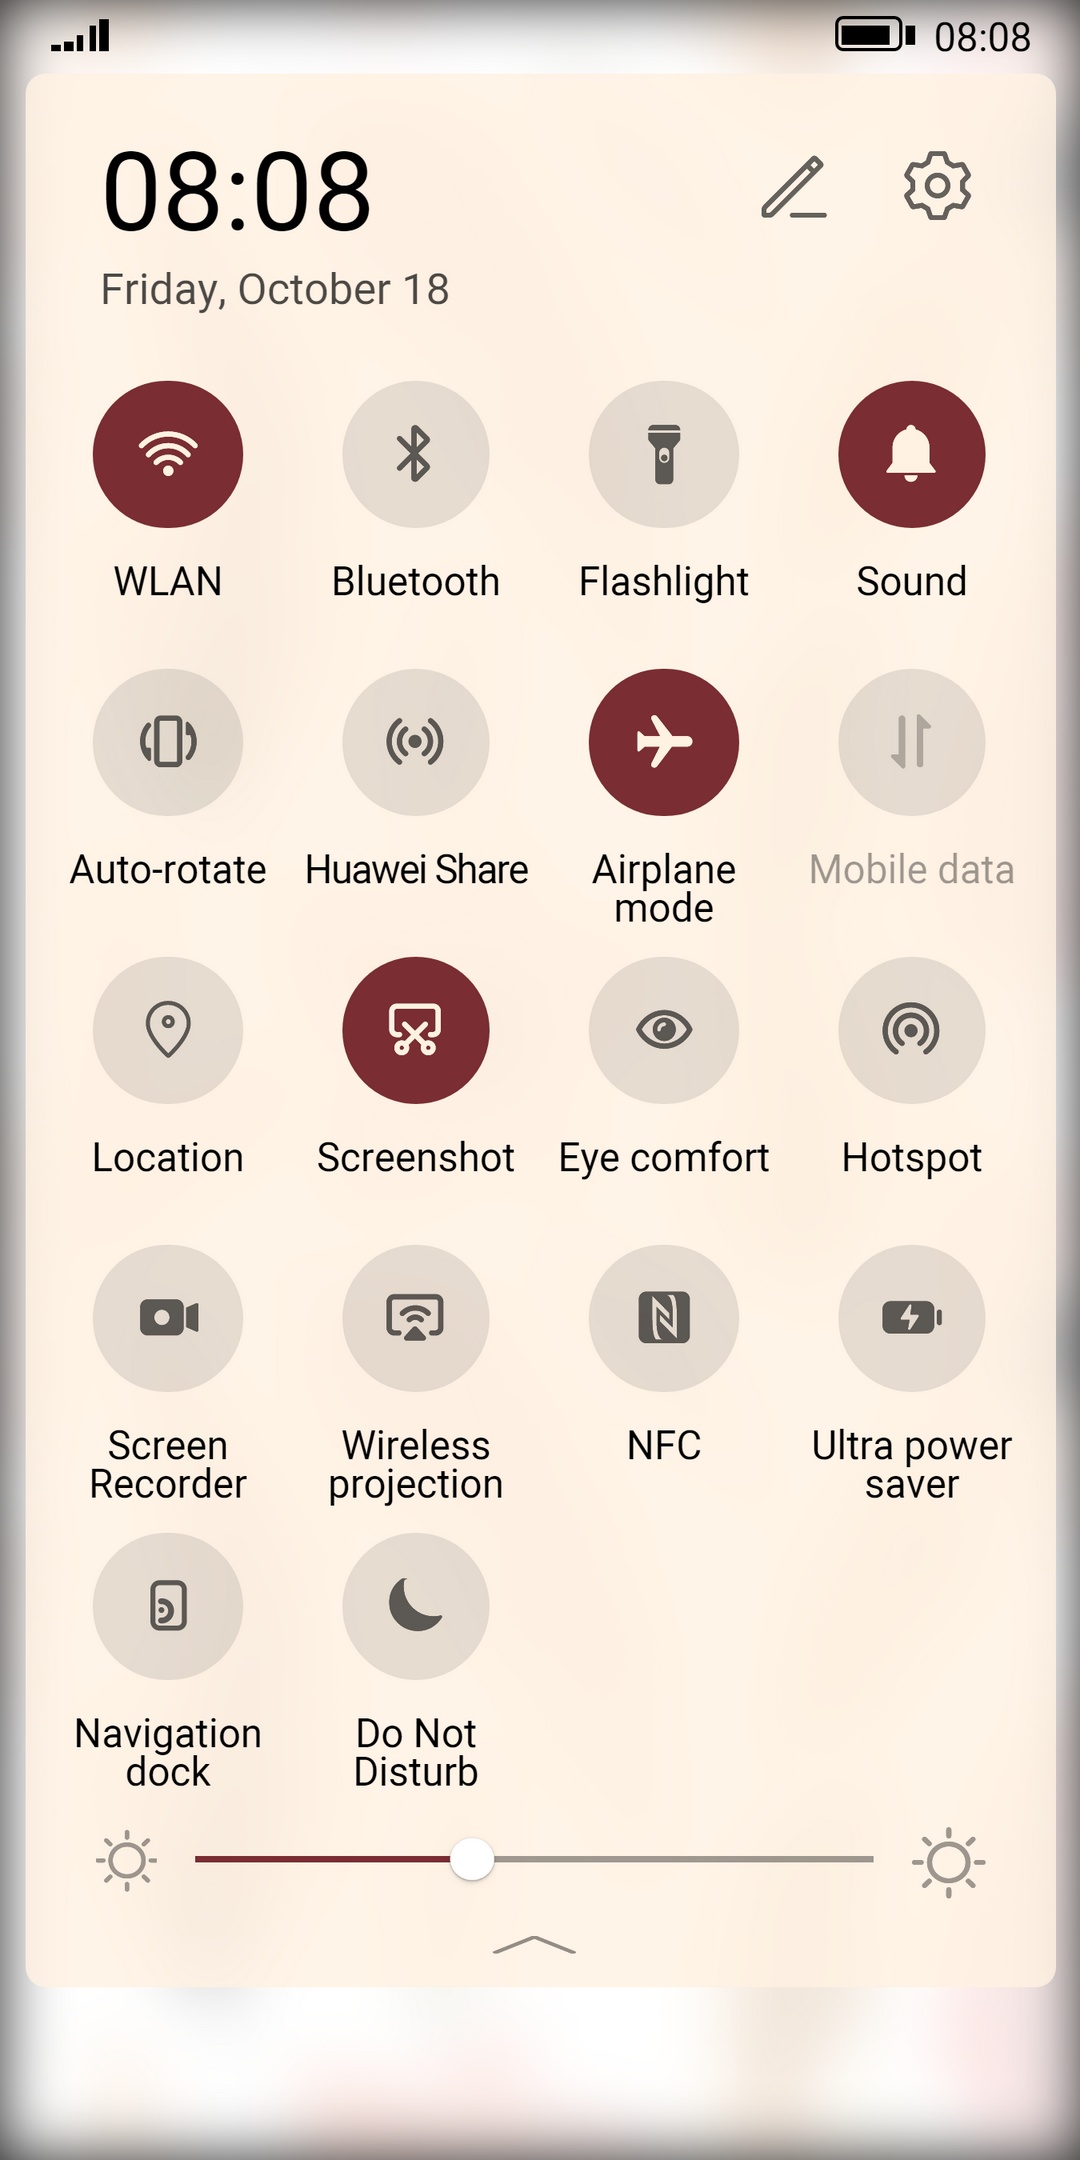 08:08
08:08
Friday, October 18
WLAN
Bluetooth
Flashlight
Sound
Auto-rotate
Huawei Share
Airplane
mode
Mobile data
Location
Screenshot
Eye comfort
Hotspot
Screen
Recorder
Wireless
projection
NFC
Ultra power
saver
Navigation
dock
Do Not
Disturb